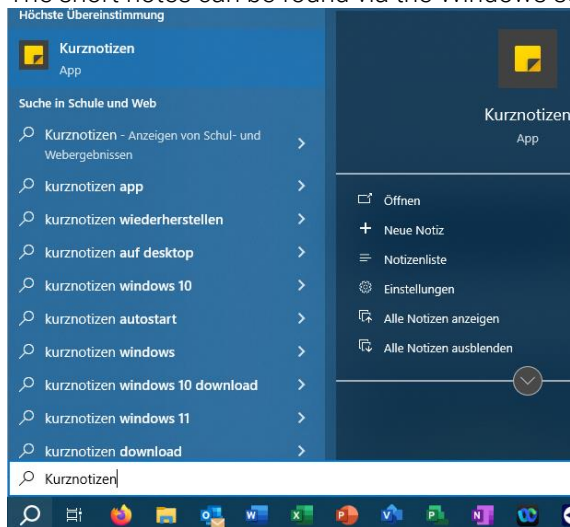 Höchste Übereinstimmung
Kurznotizen
App
Suche in Schule und Web
Kurznotizen - Anzeigen von Schul- und
Webergebnissen
kurznotizen app
kurznotizen wiederherstellen
kurznotizen auf desktop
kurznotizen windows 10
kurznotizen autostart
kurznotizen windows
kurznotizen windows 10 download
kurznotizen windows 11
kurznotizen download
Kurznotizen
Kurznotizen
App
Öffnen
Neue Notiz
Notizenliste
Einstellungen
Alle Notizen anzeigen
Alle Notizen ausblenden